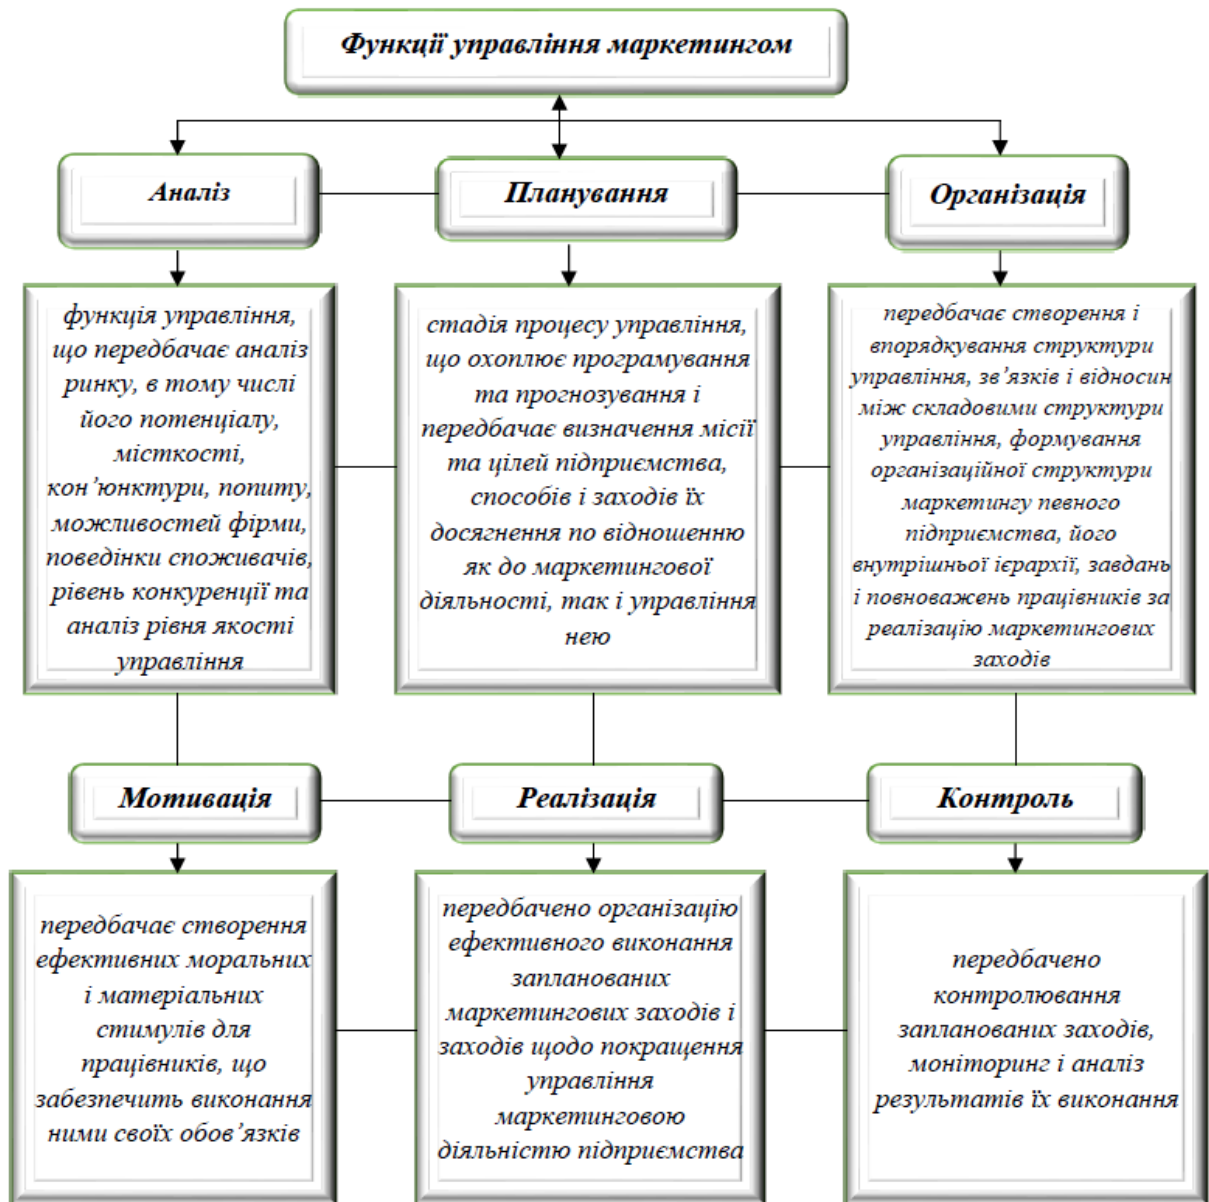 Функції управління маркетингом
Аналіз
Планування
Організація
функція управління,
що передбачає аналіз
ринку, в тому числі
його потенціалу,
місткості,
кон’юнктури, попиту,
можливостей фірми,
поведінки споживачів,
рівень конкуренції та
аналіз рівня якості
управління
стадія процесу управління,
що охоплює програмування
та прогнозування і
передбачає визначення місії
та цілей підприємства,
способів і заходів їх
досягнення по відношенню
як до маркетингової
діяльності, так і управління
нею
передбачає створення і
впорядкування структури
управління, зв’язків і відносин
між складовими структури
управління, формування
організаційної структури
маркетингу певного
підприємства, його
внутрішньої ієрархії, завдань
і повноважень працівників за
реалізацію маркетингових
заходів
Мотивація
Реалізація
Контроль
передбачає створення
ефективних моральних
і матеріальних
стимулів для
працівників, що
забезпечить виконання
ними своїх обов’язків
передбачено організацію
ефективного виконання
запланованих
маркетингових заходів і
заходів щодо покращення
управління
маркетинговою
діяльністю підприємства
передбачено
контролювання
запланованих заходів,
моніторинг і аналіз
результатів їх виконання